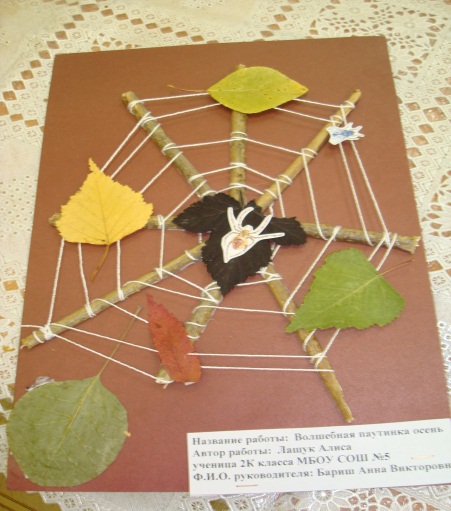 Название работы: Волшебная паутинка осень
Автор работы: Лащук Алиса
ученица 2К класса МБОУ СОШ №5
Ф.И.О. руководителя: Бариш Анна Викторовн